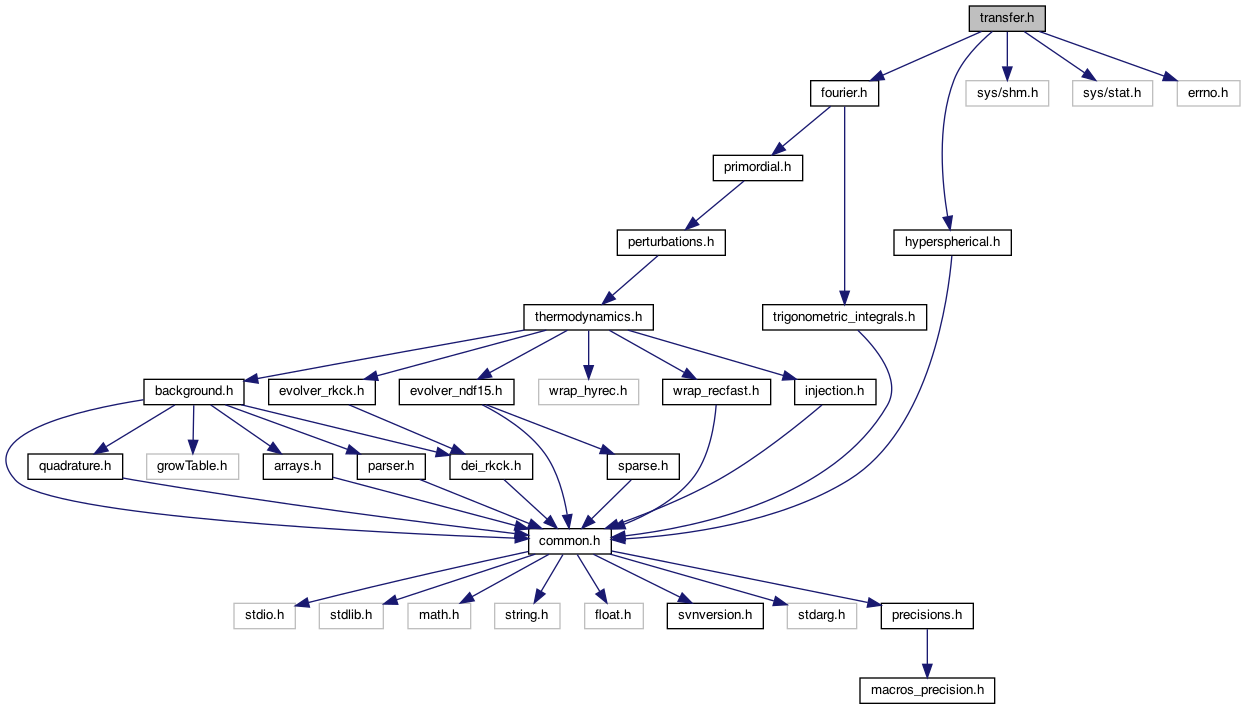 transfer.h
fourier.h
sys/shm.h
sys/stat.h
errno.h
primordial.h
perturbations.h
hyperspherical.h
thermodynamics.h
trigonometric_integrals.h
background.h
evolver_rkck.h
evolver_ndf15.h
wrap_hyrec.h
wrap_recfast.h
injection.h
quadrature.h
growTable.h
arrays.h
parser.h
dei_rkck.h
sparse.h
common.h
stdio.h
stdlib.h
math.h
string.h
float.h
svnversion.h
stdarg.h
precisions.h
macros_precision.h